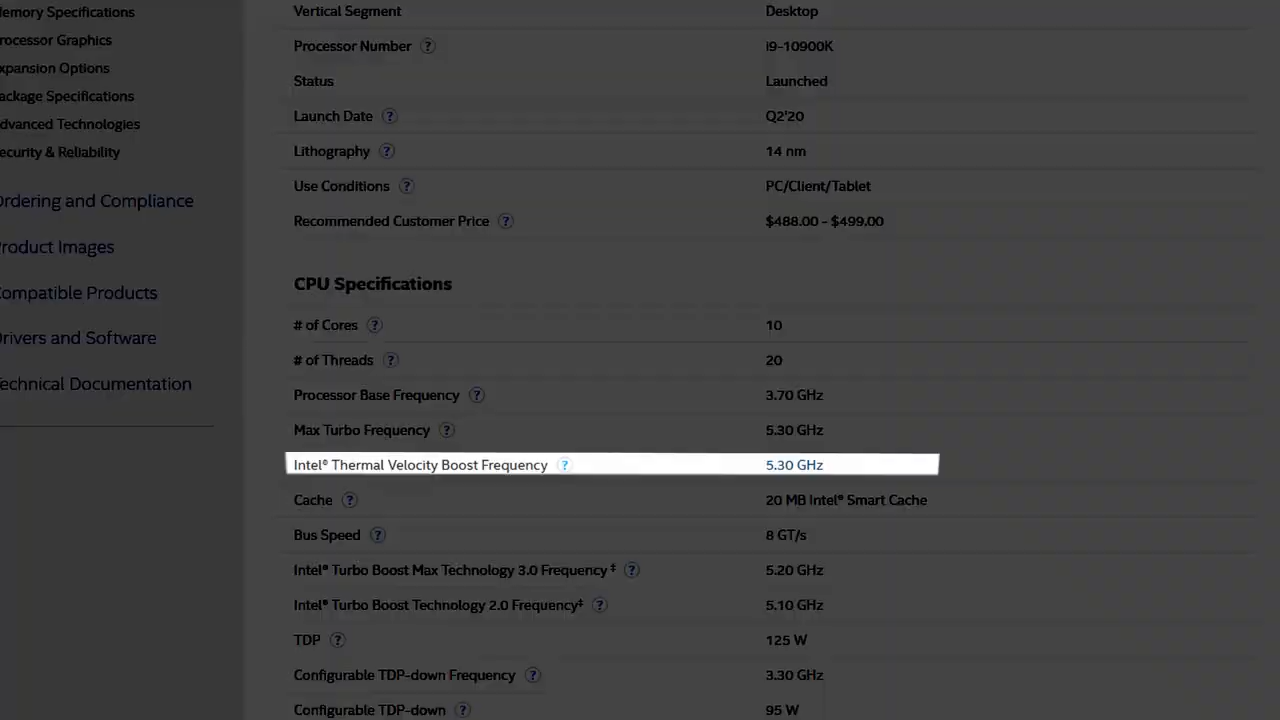 emory Specifications
rocessor Graphics
xpansion Options
ackage Specifications
dvanced Technologies
ecurity & Reliability
rdering and Compliance
roduct Images
ompatible Products
rivers and Software
echnical Documentation
Vertical Segment Desktop
Processor Number ? i9-10900K
Status Launched
Launch Date ? Q2'20
Lithography ? 14 nm
Use Conditions ? PC/Client/Tablet
Recommended Customer Price ? $488.00 - $499.00
CPU Specifications
# of Cores ? 10
# of Threads ? 20
Processor Base Frequency ? 3.70 GHz
Max Turbo Frequency ? 5.30 GHz
Intel® Thermal Velocity Boost Frequency ? 5.30 GHz
Cache ? 20 MB Intel® Smart Cache
Bus Speed ? 8 GT/s
Intel® Turbo Boost Max Technology 3.0 Frequency ‡ ? 5.20 GHz
Intel® Turbo Boost Technology 2.0 Frequency‡ ? 5.10 GHz
TDP ? 125 W
Configurable TDP-down Frequency ? 3.30 GHz
Configurable TDP-down ? 95 W